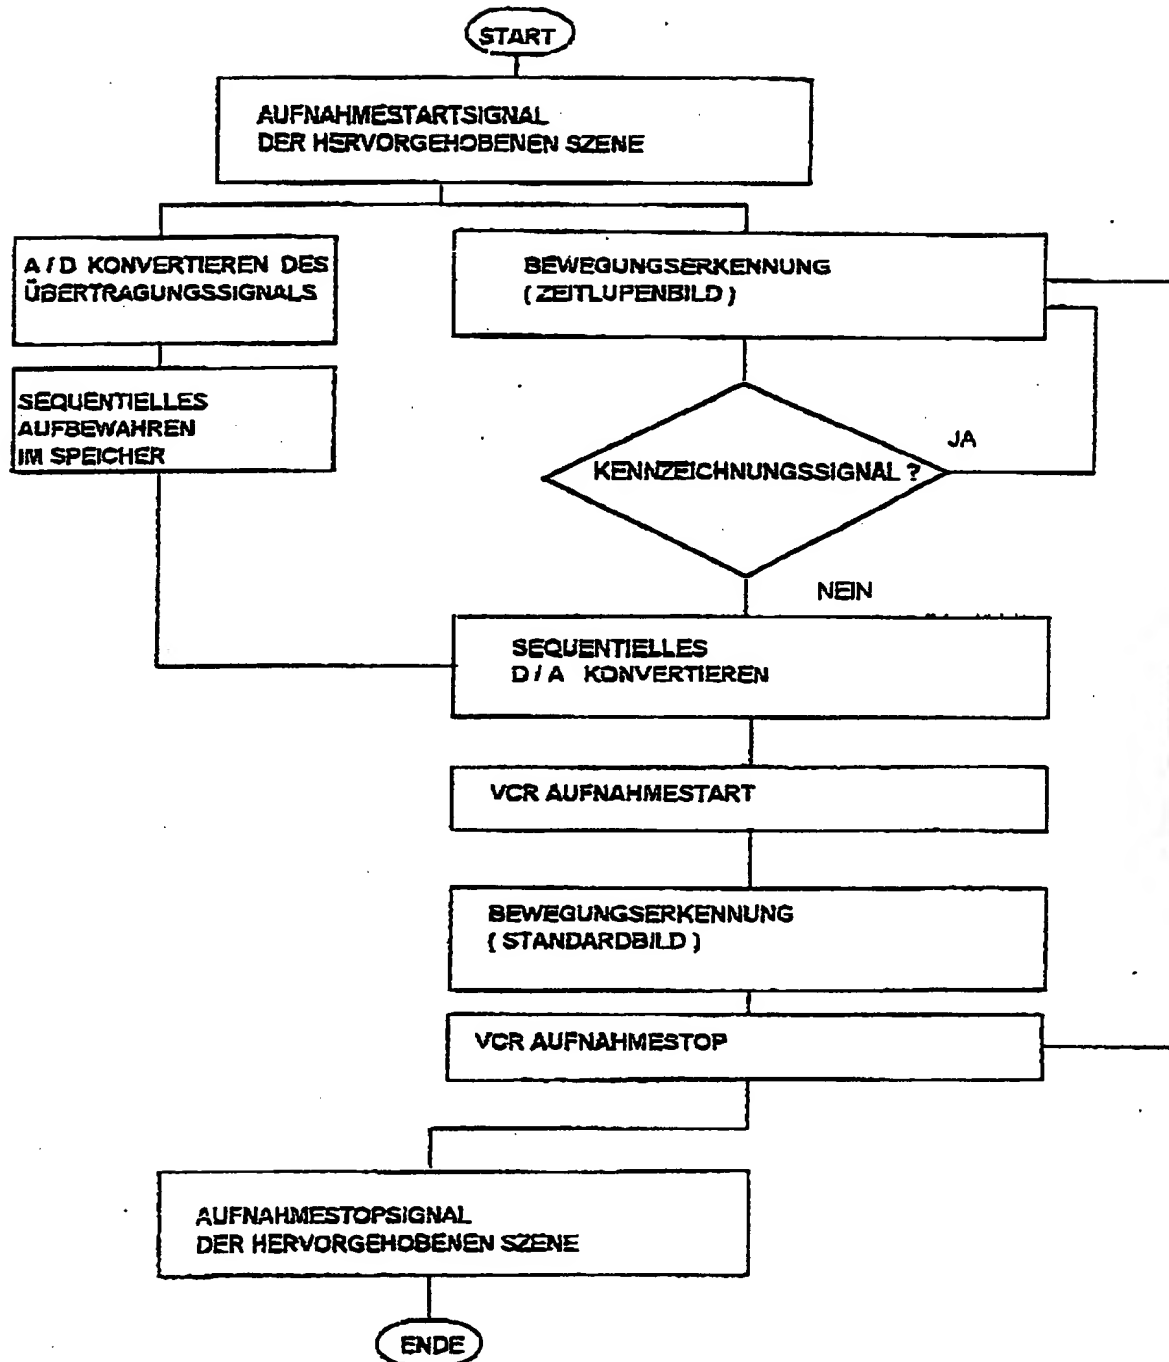 START
AUFNAHMESTARTSIGNAL
DER HERVORGEHOBENEN SZENE
A / D KONVERTIEREN DES
ÜBERTRAGUNGSSIGNALS
BEWEGUNGSERKENNUNG
( ZEITLUPENBILD )
SEQUENTIELLES
AUFBEWAHREN
IM SPEICHER
JA
KENNZEICHNUNGSSIGNAL ?
NEIN
SEQUENTIELLES
D / A KONVERTIEREN
VCR AUFNAHMESTART
BEWEGUNGSERKENNUNG
( STANDARDBILD )
VCR AUFNAHMESTOP
AUFNAHMESTOPSIGNAL
DER HERVORGEHOBENEN SZENE
ENDE